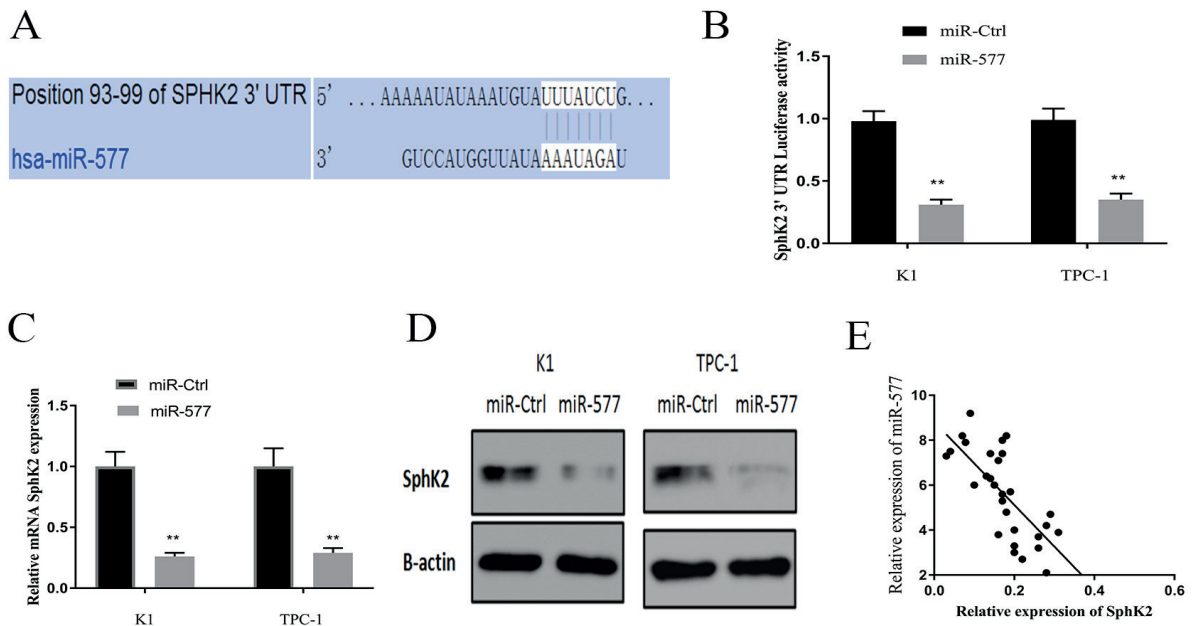 A
Position 93-99 of SPHK2 3' UTR 5' ...AAAAAUAUAAAUGUAUUUAUCUG...
hsa-miR-577 3' GUCCAUGGUUAUAAAAUAGAU
B
miR-Ctrl
miR-577
SphK2 3' UTR Luciferase activity
1.5
1.0
0.5
0.0
K1 TPC-1
C
miR-Ctrl
miR-577
Relative mRNA SphK2 expression
1.5
1.0
0.5
0.0
** **
** **
K1 TPC-1
D
K1 TPC-1
miR-Ctrl miR-577 miR-Ctrl miR-577
SphK2
B-actin
E
Relative expression of miR-577
10
8
6
4
2
0.0 0.2 0.4 0.6
Relative expression of SphK2